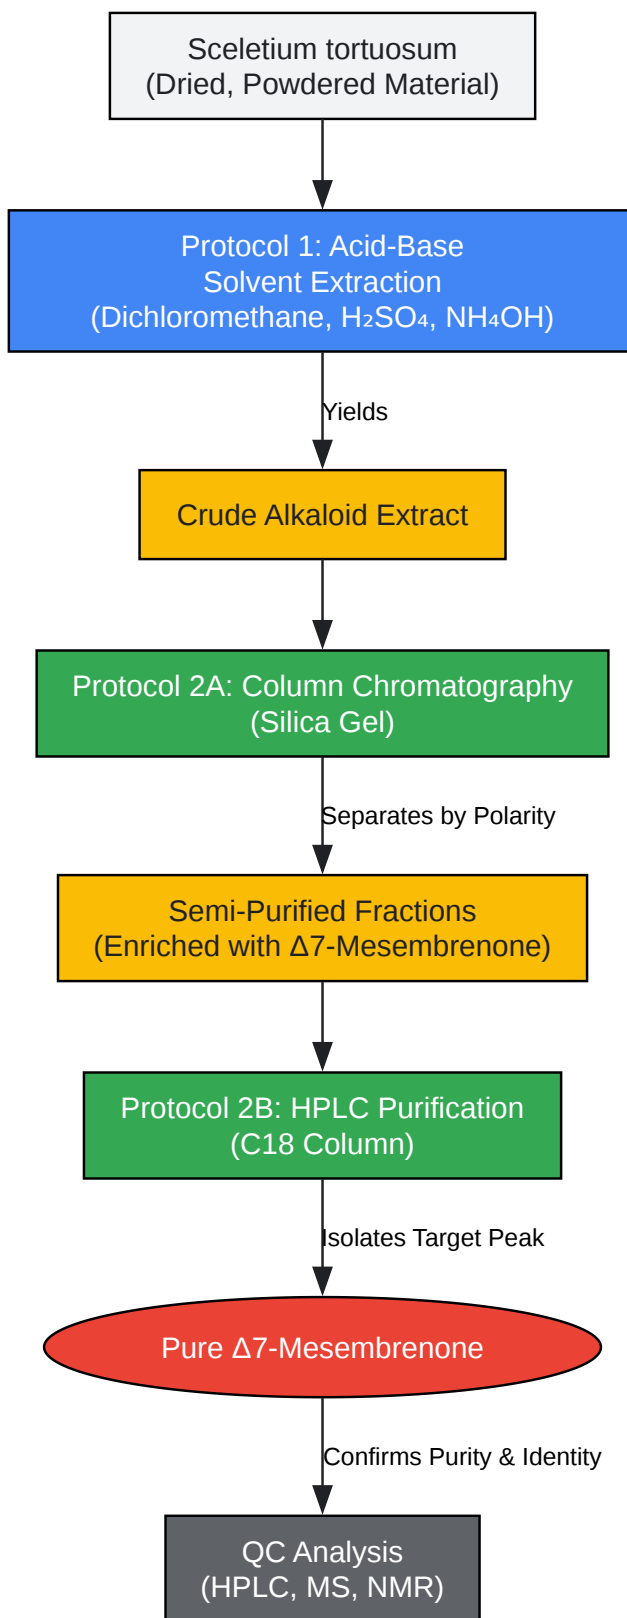 Sceletium tortuosum
(Dried, Powdered Material)
Protocol 1: Acid-Base
Solvent Extraction
(Dichloromethane, H₂SO₄, NH₄OH)
Yields
Crude Alkaloid Extract
Protocol 2A: Column Chromatography
(Silica Gel)
Separates by Polarity
Semi-Purified Fractions
(Enriched with Δ7-Mesembrenone)
Protocol 2B: HPLC Purification
(C18 Column)
Isolates Target Peak
Pure Δ7-Mesembrenone
Confirms Purity & Identity
QC Analysis
(HPLC, MS, NMR)